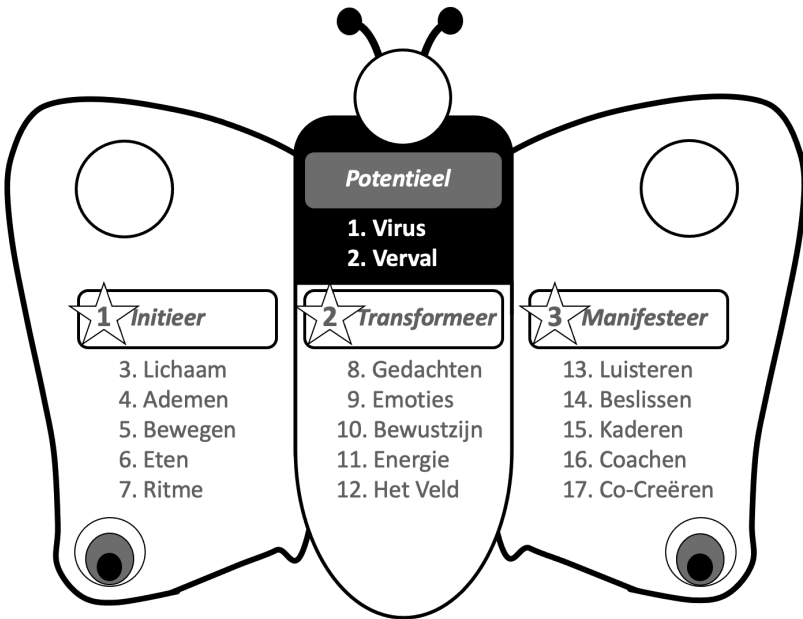 Potentieel
1. Virus
2. Verval
1 Initieer
3. Lichaam
4. Ademen
5. Bewegen
6. Eten
7. Ritme
2 Transformeer
8. Gedachten
9. Emoties
10. Bewustzijn
11. Energie
12. Het Veld
3 Manifesteer
13. Luisteren
14. Beslissen
15. Kaderen
16. Coachen
17. Co-Creëren